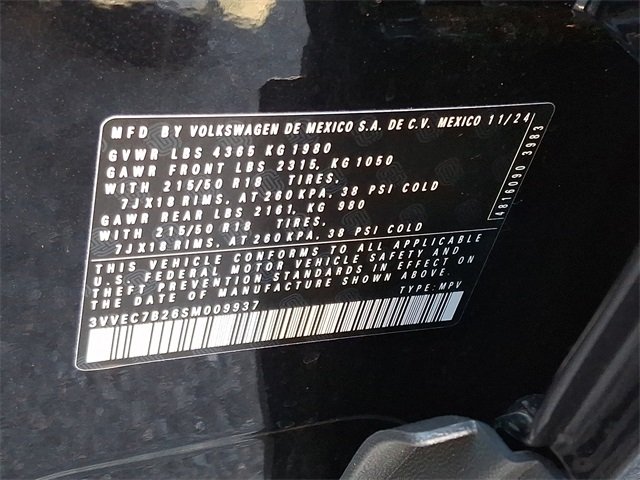 MFD BY VOLKSWAGEN DE MEXICO S.A. DE C.V. MEXICO 11/24
GVWR LBS 4365 KG 1980
GAWR FRONT LBS 2315, KG 1050
WITH 215/50 R18 TIRES,
7JX18 RIMS, AT 260 KPA, 38 PSI COLD
GAWR REAR LBS 2161, KG 980
WITH 215/50 R18 TIRES,
7JX18 RIMS, AT 260 KPA, 38 PSI COLD
THIS VEHICLE CONFORMS TO ALL APPLICABLE
U.S. FEDERAL MOTOR VEHICLE SAFETY AND
THEFT PREVENTION STANDARDS IN EFFECT ON
THE DATE OF MANUFACTURE SHOWN ABOVE.
TYPE: MPV
3VVEC7B26SM009937
4816090 3983